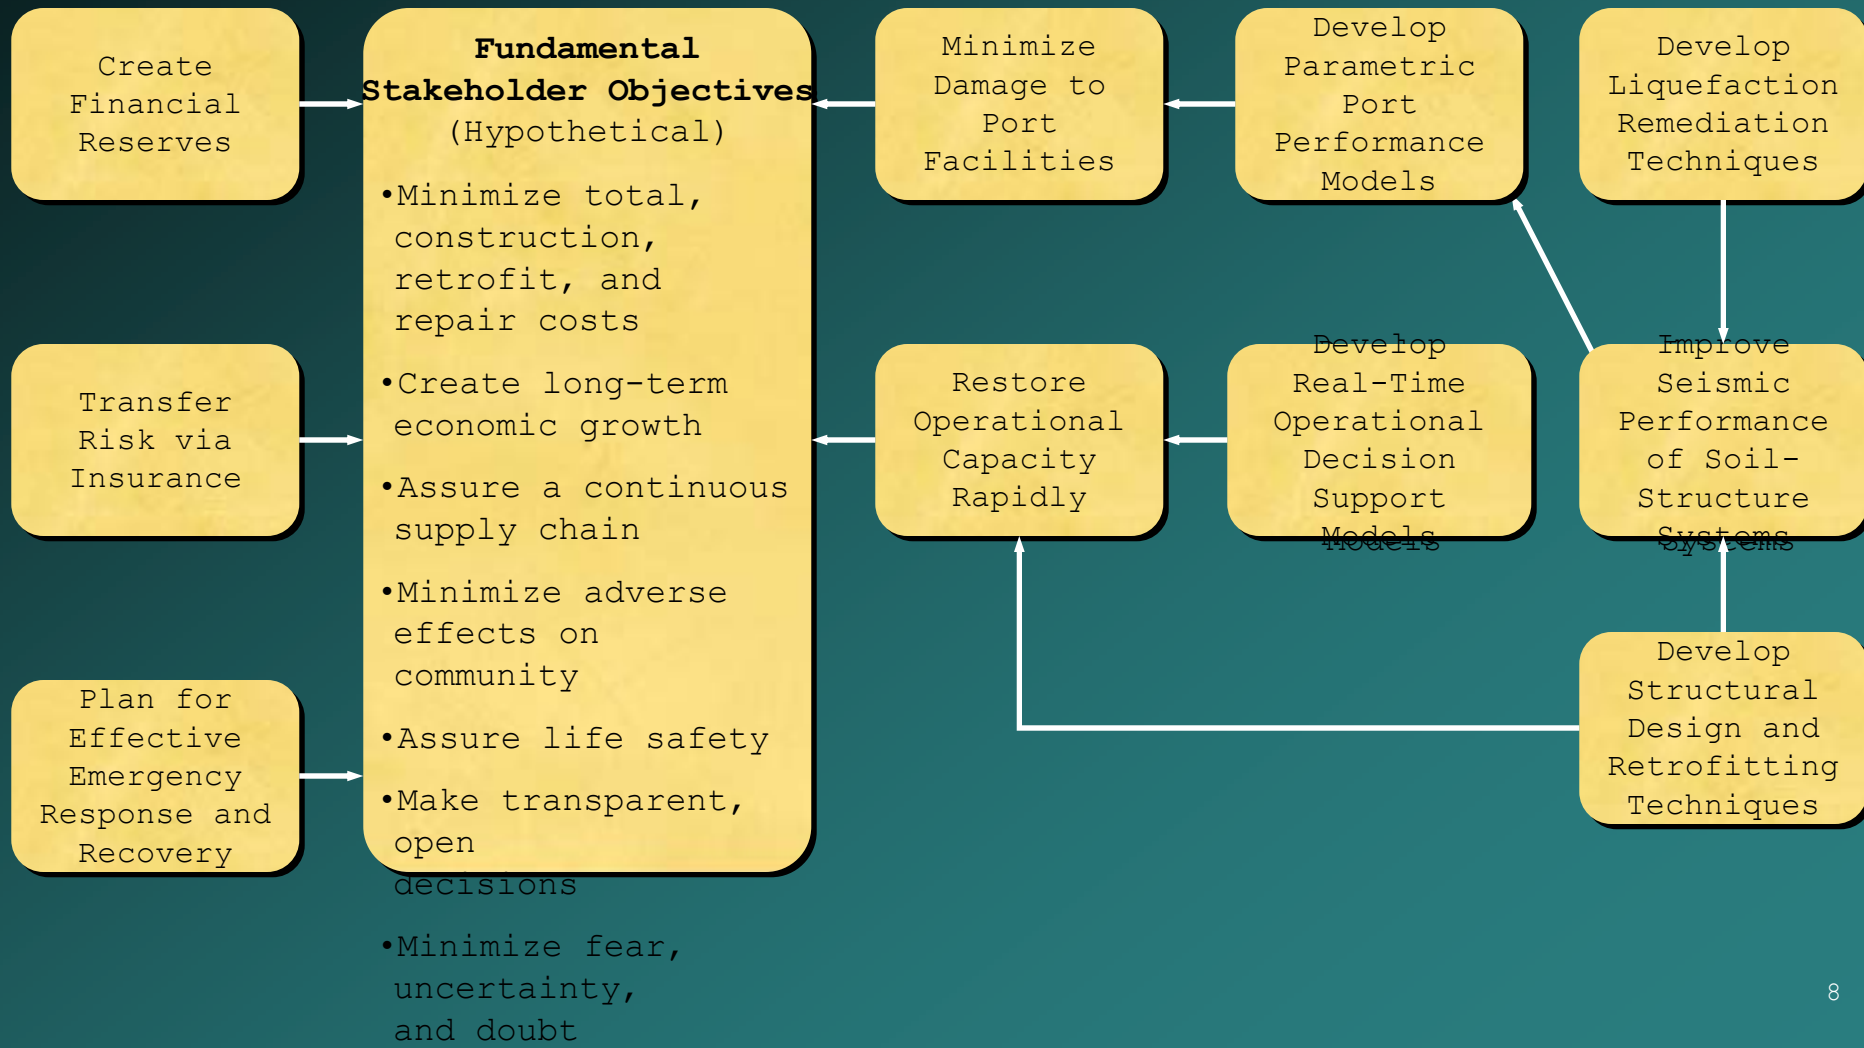 Create
Financial
Reserves
Transfer
Risk via
Insurance
Plan for
Effective
Emergency
Response and
Recovery
Fundamental
Stakeholder Objectives
(Hypothetical)
•Minimize total,
construction,
retrofit, and
repair costs
•Create long-term
economic growth
•Assure a continuous
supply chain
•Minimize adverse
effects on
community
•Assure life safety
•Make transparent,
open
decisions
•Minimize fear,
uncertainty,
and doubt
Minimize
Damage to
Port
Facilities
Restore
Operational
Capacity
Rapidly
Develop
Parametric
Port
Performance
Models
Develop
Real-Time
Operational
Decision
Support
Models
Develop
Liquefaction
Remediation
Techniques
Improve
Seismic
Performance
of Soil-
Structure
Systems
Develop
Structural
Design and
Retrofitting
Techniques
8